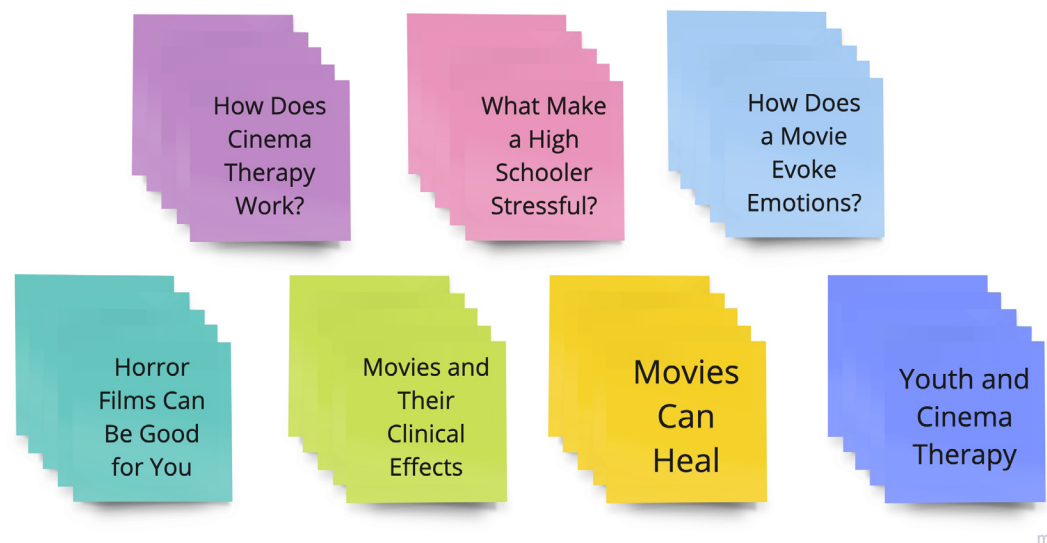 How Does
Cinema
Therapy
Work?
What Make
a High
Schooler
Stressful?
How Does
a Movie
Evoke
Emotions?
Horror
Films Can
Be Good
for You
Movies and
Their
Clinical
Effects
Movies
Can
Heal
Youth and
Cinema
Therapy